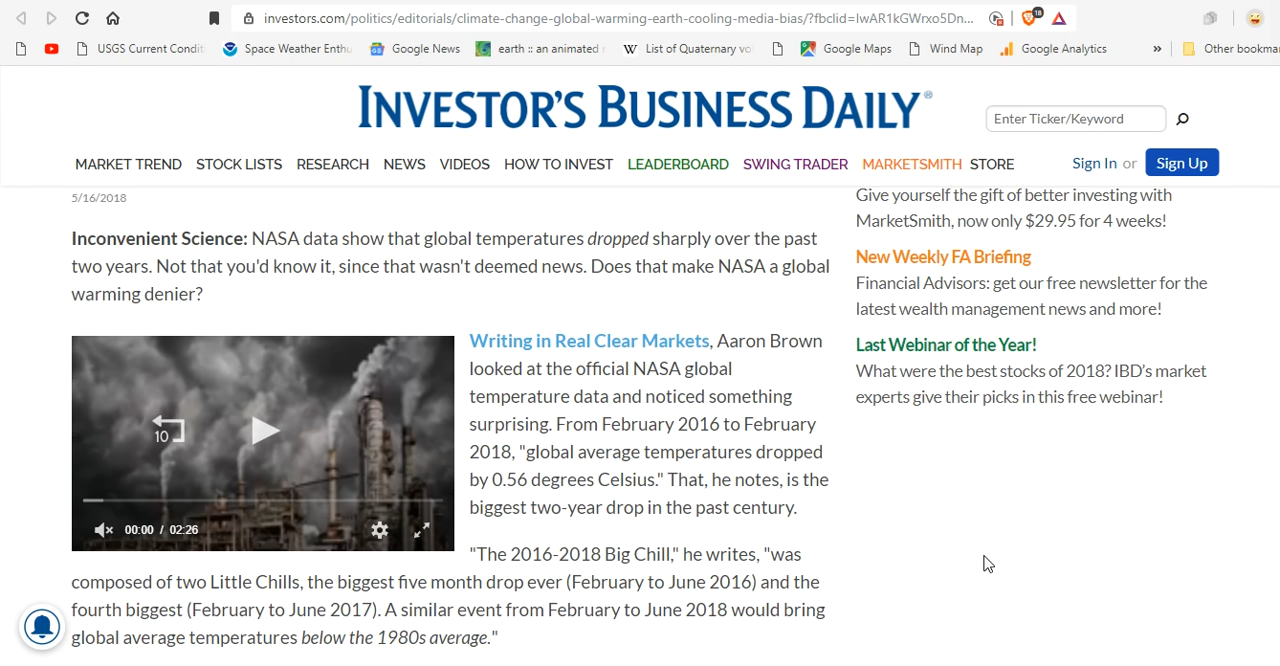 investors.com/politics/editorials/climate-change-global-warming-earth-cooling-media-bias/?fbclid=IwAR1kGWrxo5Dn...
18
USGS Current Condit
Space Weather Enthu
Google News
earth :: an animated
W List of Quaternary vo
Google Maps
Wind Map
Google Analytics
»
Other bookma
INVESTOR'S BUSINESS DAILY®
Enter Ticker/Keyword
MARKET TREND STOCK LISTS RESEARCH NEWS VIDEOS HOW TO INVEST LEADERBOARD SWING TRADER MARKETSMITH STORE
Sign In or Sign Up
5/16/2018
Inconvenient Science: NASA data show that global temperatures dropped sharply over the past
two years. Not that you'd know it, since that wasn't deemed news. Does that make NASA a global
warming denier?
10
00:00 / 02:26
Writing in Real Clear Markets, Aaron Brown
looked at the official NASA global
temperature data and noticed something
surprising. From February 2016 to February
2018, "global average temperatures dropped
by 0.56 degrees Celsius." That, he notes, is the
biggest two-year drop in the past century.
"The 2016-2018 Big Chill," he writes, "was
composed of two Little Chills, the biggest five month drop ever (February to June 2016) and the
fourth biggest (February to June 2017). A similar event from February to June 2018 would bring
global average temperatures below the 1980s average."
Give yourself the gift of better investing with
MarketSmith, now only $29.95 for 4 weeks!
New Weekly FA Briefing
Financial Advisors: get our free newsletter for the
latest wealth management news and more!
Last Webinar of the Year!
What were the best stocks of 2018? IBD's market
experts give their picks in this free webinar!